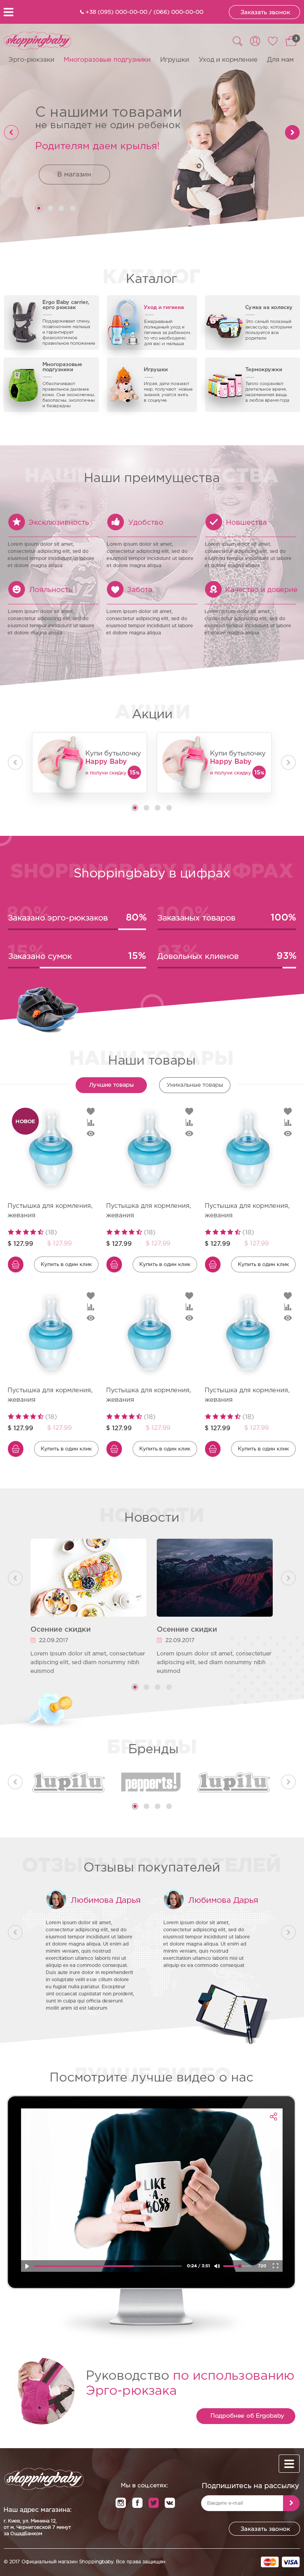 +38 (095) 000-00-00 / (066) 000-00-00
Заказать звонок
shoppingbaby
3
Эрго-рюкзаки Многоразовые подгузники Игрушки Уход и кормление Для мам
С нашими товарами
не выпадет не один ребенок
Родителям даем крылья!
В магазин
КАТАЛОГ
Каталог
Ergo Baby carrier,
эрго рюкзак
Поддерживает спину,
позвоночник малыша
и гарантирует
физиологичное
правильное положение
Уход и гигиена
Ежедневный
полноценный уход и
гигиена за ребенком,
то что необходимо
для вас и малыша
Сумка на коляску
Это самый полезный
аксессуар, которыми
пользуются все
родители
Многоразовые
подгузники
Обеспечивают
правильное дыхание
кожи. Они экономичны,
безопасны, экологичны
и безвредны
Игрушки
Играя, дети познают
мир, получают новые
знания, учатся жить
в социуме
Термокружки
Тепло сохраняют
длительное время,
незаменимая вещь
в любое время года
Наши преимущества
Эксклюзивность
Lorem ipsum dolor sit amet,
consectetur adipiscing elit, sed do
eiusmod tempor incididunt ut labore
et dolore magna aliqua
Удобство
Lorem ipsum dolor sit amet,
consectetur adipiscing elit, sed do
eiusmod tempor incididunt ut labore
et dolore magna aliqua
Новшества
Lorem ipsum dolor sit amet,
consectetur adipiscing elit, sed do
eiusmod tempor incididunt ut labore
et dolore magna aliqua
Лояльность
Lorem ipsum dolor sit amet,
consectetur adipiscing elit, sed do
eiusmod tempor incididunt ut labore
et dolore magna aliqua
Забота
Lorem ipsum dolor sit amet,
consectetur adipiscing elit, sed do
eiusmod tempor incididunt ut labore
et dolore magna aliqua
Качество и доверие
Lorem ipsum dolor sit amet,
consectetur adipiscing elit, sed do
eiusmod tempor incididunt ut labore
et dolore magna aliqua
АКЦИИ
Акции
Купи бутылочку
Happy Baby
и получи скидку 15%
Купи бутылочку
Happy Baby
и получи скидку 15%
SHOPPINGBABY В ЦИФРАХ
Shoppingbaby в цифрах
80%
Заказано эрго-рюкзаков 80%
100%
Заказанных товаров 100%
15%
Заказано сумок 15%
93%
Довольных клиенов 93%
НАШИ ТОВАРЫ
Наши товары
Лучшие товары
Уникальные товары
НОВОЕ
Пустышка для кормления,
жевания
(18)
$ 127.99 $ 127.99
Купить в один клик
Пустышка для кормления,
жевания
(18)
$ 127.99 $ 127.99
Купить в один клик
Пустышка для кормления,
жевания
(18)
$ 127.99 $ 127.99
Купить в один клик
Пустышка для кормления,
жевания
(18)
$ 127.99 $ 127.99
Купить в один клик
Пустышка для кормления,
жевания
(18)
$ 127.99 $ 127.99
Купить в один клик
Пустышка для кормления,
жевания
(18)
$ 127.99 $ 127.99
Купить в один клик
НОВОСТИ
Новости
Осенние скидки
22.09.2017
Lorem ipsum dolor sit amet, consectetuer
adipiscing elit, sed diam nonummy nibh
euismod
Осенние скидки
22.09.2017
Lorem ipsum dolor sit amet, consectetuer
adipiscing elit, sed diam nonummy nibh
euismod
БРЕНДЫ
Бренды
lupilu
pepperts!
lupilu
Отзывы покупателей
Любимова Дарья
Lorem ipsum dolor sit amet,
consectetur adipiscing elit, sed do
eiusmod tempor incididunt ut labore
et dolore magna aliqua. Ut enim ad
minim veniam, quis nostrud
exercitation ullamco laboris nisi ut
aliquip ex ea commodo consequat.
Duis aute irure dolor in reprehenderit
in voluptate velit esse cillum dolore
eu fugiat nulla pariatur. Excepteur
sint occaecat cupidatat non proident,
sunt in culpa qui officia deserunt
mollit anim id est laborum
Любимова Дарья
Lorem ipsum dolor sit amet,
consectetur adipiscing elit, sed do
eiusmod tempor incididunt ut labore
et dolore magna aliqua. Ut enim ad
minim veniam, quis nostrud
exercitation ullamco laboris nisi ut
aliquip ex ea commodo consequat
ЛУЧШЕЕ ВИДЕО
Посмотрите лучше видео о нас
LIKE
A
BOSS
0:24 / 3:51
720
Руководство по использованию
Эрго-рюкзака
Подробнее об Ergobaby
shoppingbaby
Наш адрес магазина:
г. Киев, ул. Минина 12,
от м. Черниговской 7 минут
за Ощадбанком
Мы в соц.сетях:
Подпишитесь на рассылку
Введите e-mail
Заказать звонок
© 2017 Официальный магазин Shoppingbaby. Все права защищен
MasterCard
VISA